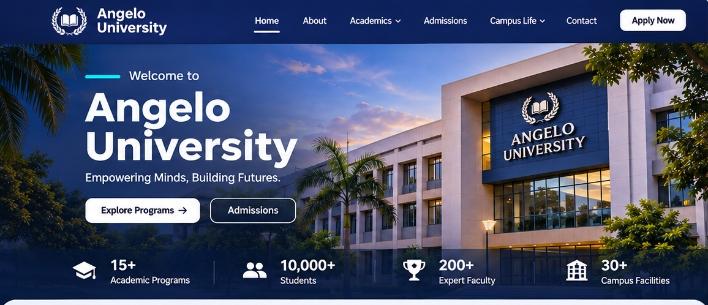 Angelo
University
Home
About
Academics
Admissions
Campus Life
Contact
Apply Now
Welcome to
Angelo
University
Empowering Minds, Building Futures.
Explore Programs →
Admissions
ANGELO
UNIVERSITY
15+
Academic Programs
10,000+
Students
200+
Expert Faculty
30+
Campus Facilities